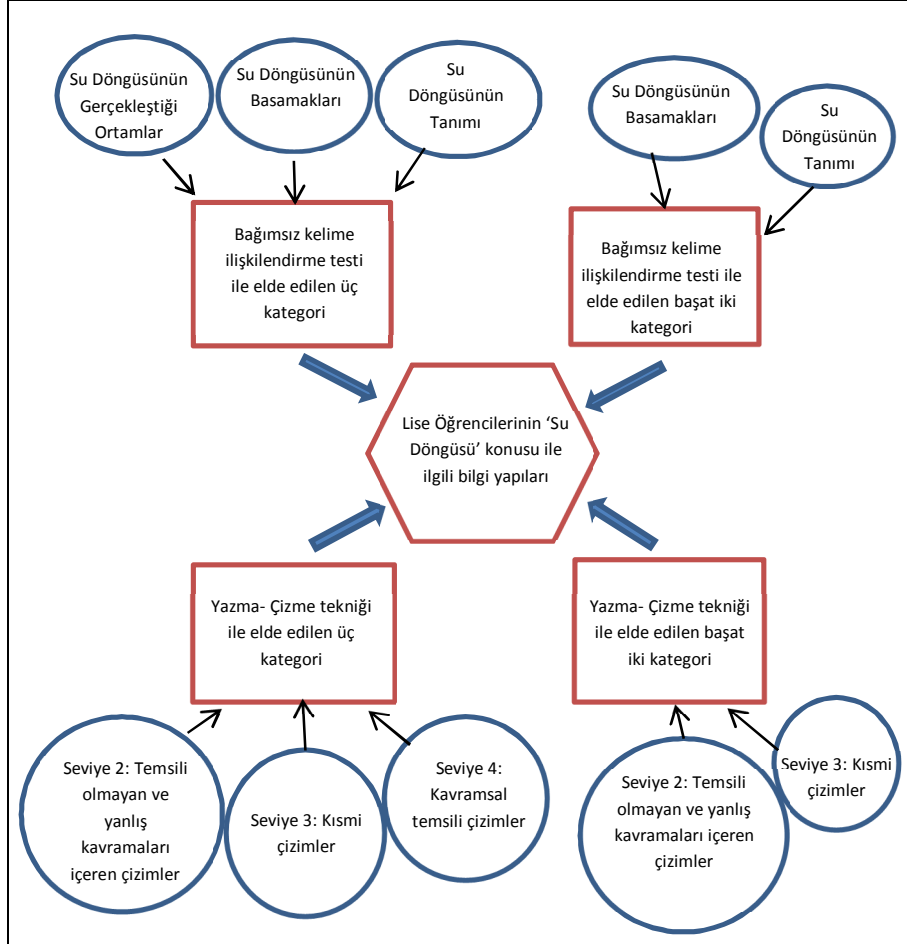 Su Döngüsünün
Gerçekleştiği
Ortamlar
Su Döngüsünün
Basamakları
Su
Döngüsünün
Tanımı
Su Döngüsünün
Basamakları
Su
Döngüsünün
Tanımı
Bağımsız kelime
ilişkilendirme testi
ile elde edilen üç
kategori
Bağımsız kelime
ilişkilendirme testi ile
elde edilen başat iki
kategori
Lise Öğrencilerinin ‘Su
Döngüsü’ konusu ile
ilgili bilgi yapıları
Yazma- Çizme tekniği
ile elde edilen üç
kategori
Yazma- Çizme tekniği
ile elde edilen başat
iki kategori
Seviye 2: Temsili
olmayan ve
yanlış
kavramaları
içeren çizimler
Seviye 3: Kısmi
çizimler
Seviye 4:
Kavramsal
temsili çizimler
Seviye 2: Temsili
olmayan ve yanlış
kavramaları içeren
çizimler
Seviye 3: Kısmi
çizimler